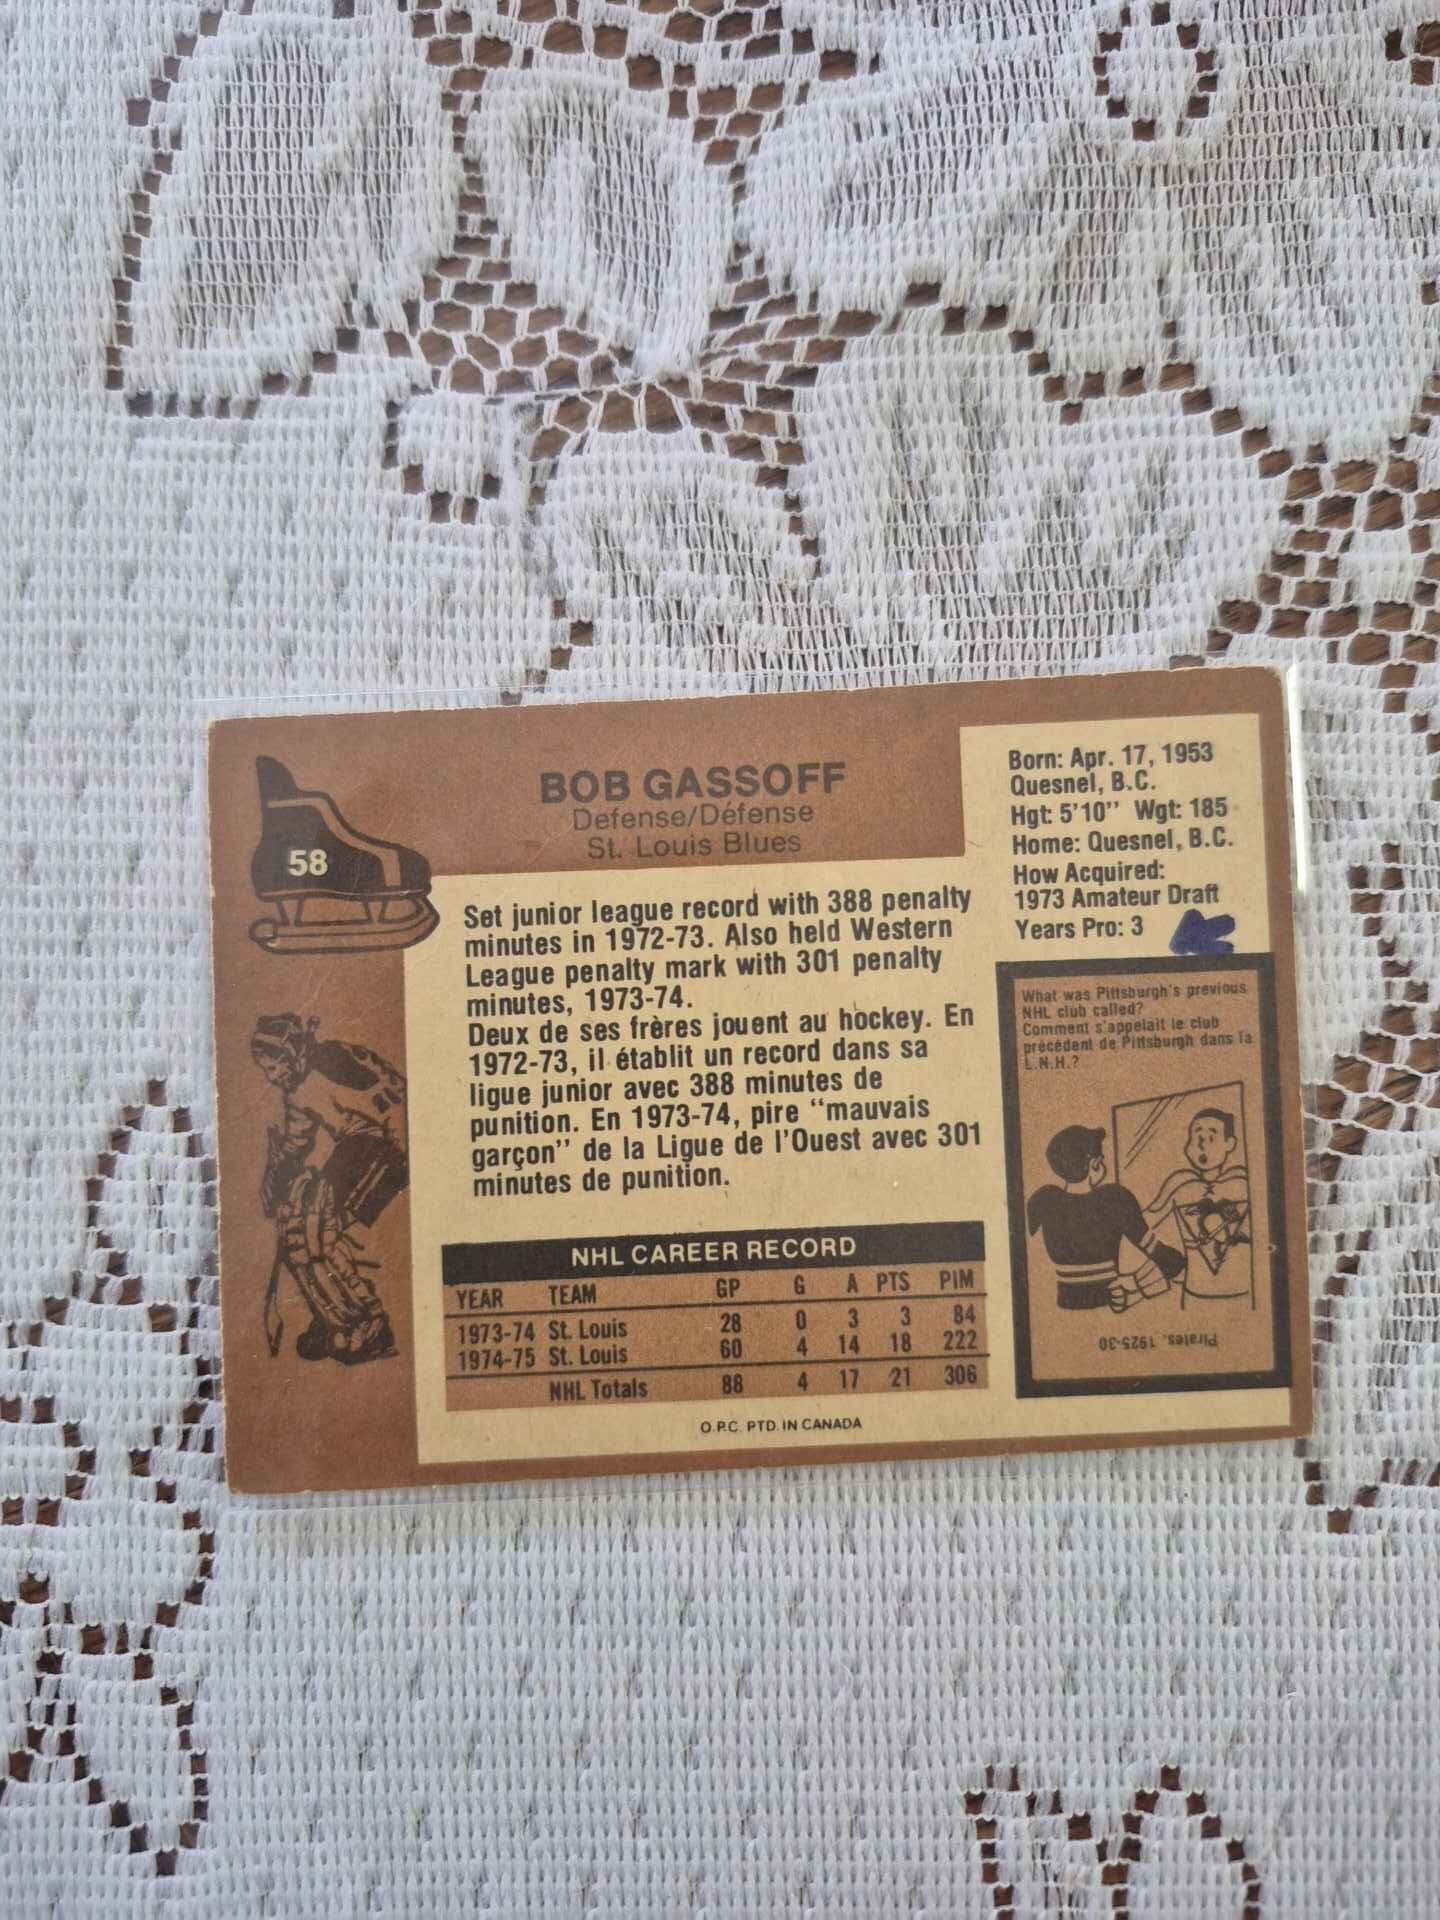 58
BOB GASSOFF
Defense/Défense
St. Louis Blues
Born: Apr. 17, 1953
Quesnel, B.C.
Hgt: 5'10'' Wgt: 185
Home: Quesnel, B.C.
How Acquired:
1973 Amateur Draft
Years Pro: 3
Set junior league record with 388 penalty
minutes in 1972-73. Also held Western
League penalty mark with 301 penalty
minutes, 1973-74.
Deux de ses frères jouent au hockey. En
1972-73, il établit un record dans sa
ligue junior avec 388 minutes de
punition. En 1973-74, pire "mauvais
garçon" de la Ligue de l'Ouest avec 301
minutes de punition.
What was Pittsburgh's previous
NHL club called?
Comment s'appelait le club
précédent de Pittsburgh dans la
L.N.H.?
Pirates, 1925-30
NHL CAREER RECORD
YEAR TEAM GP G A PTS PIM
1973-74 St. Louis 28 0 3 3 84
1974-75 St. Louis 60 4 14 18 222
NHL Totals 88 4 17 21 306
O.P.C. PTD. IN CANADA